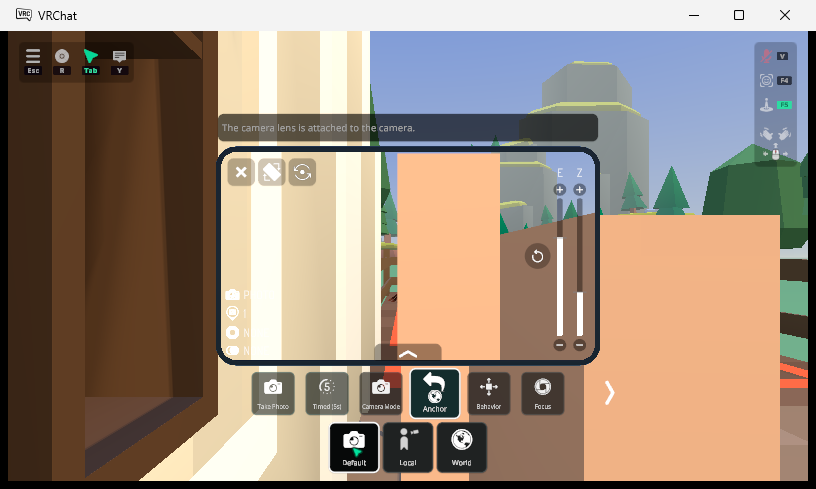 VRChat
Esc
R
Tab
Y
V
F4
F5
The camera lens is attached to the camera.
E Z
P
I
N
N
Take Photo
Timed (5s)
5
Camera Mode
Anchor
Behavior
Focus
Default
Local
World